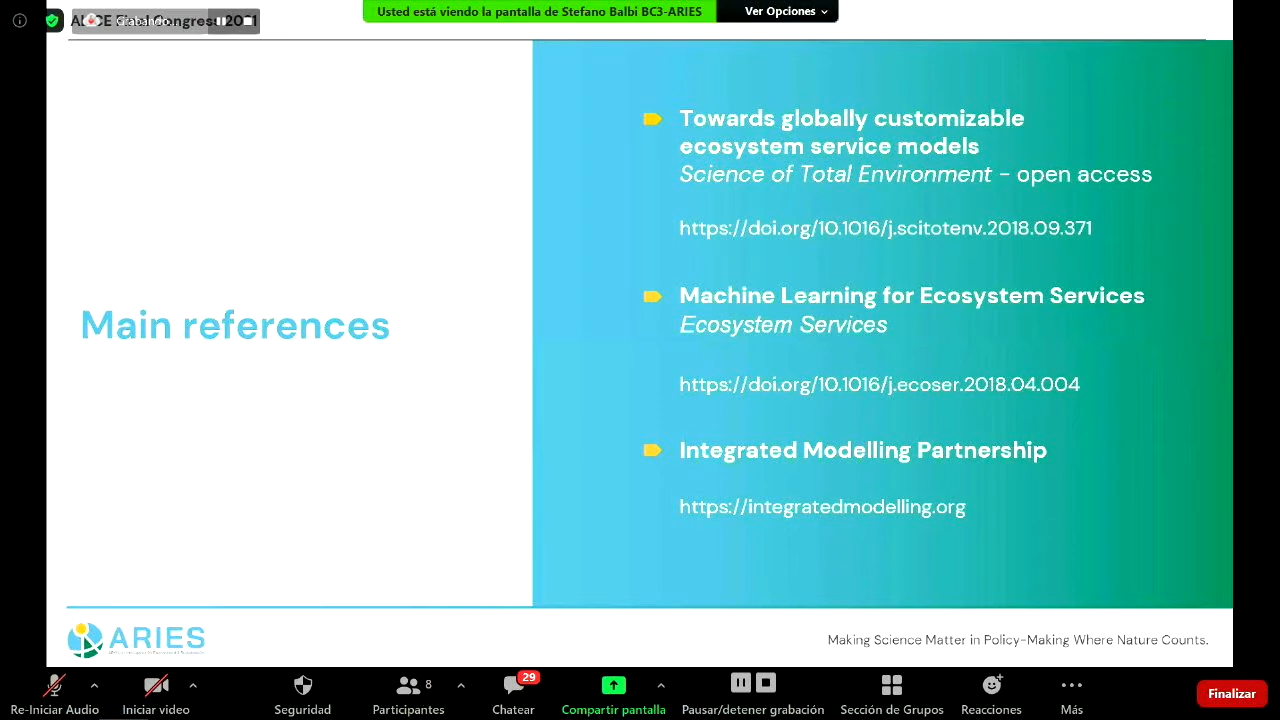 Usted está viendo la pantalla de Stefano Balbi BC3-ARIES
Ver Opciones
Congress 2021
Grabando
Towards globally customizable
ecosystem service models
Science of Total Environment - open access
https://doi.org/10.1016/j.scitotenv.2018.09.371
Main references
Machine Learning for Ecosystem Services
Ecosystem Services
https://doi.org/10.1016/j.ecoser.2018.04.004
Integrated Modelling Partnership
https://integratedmodelling.org
ARIES
Making Science Matter in Policy-Making Where Nature Counts.
8
29
Re-Iniciar Audio
Iniciar video
Seguridad
Participantes
Chatear
Compartir pantalla
Pausar/detener grabación
Sección de Grupos
Reacciones
Más
Finalizar